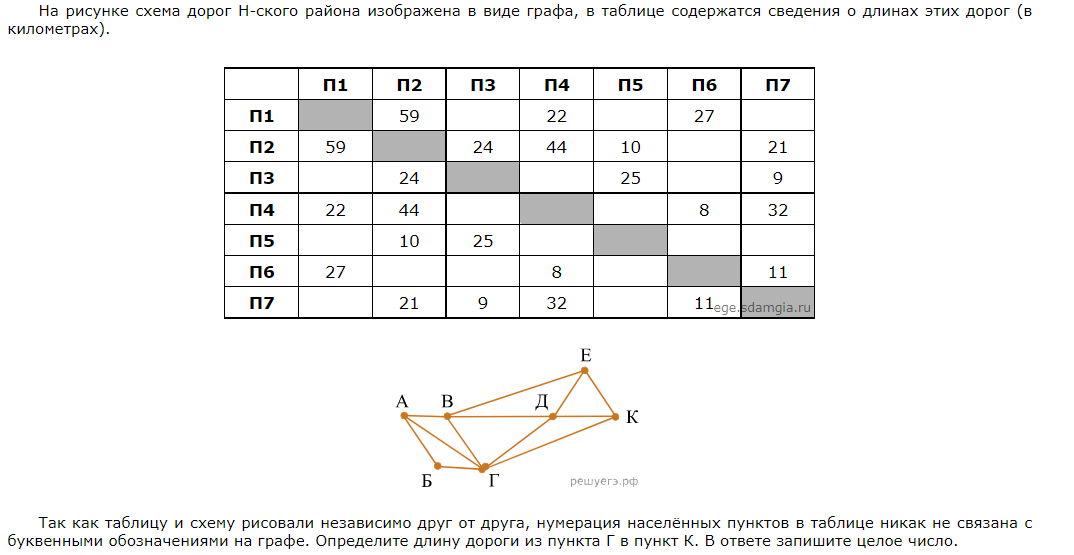 На рисунке схема дорог Н-ского района изображена в виде графа, в таблице содержатся сведения о длинах этих дорог (в
километрах).
П1 П2 П3 П4 П5 П6 П7
П1 59 22 27
П2 59 24 44 10 21
П3 24 25 9
П4 22 44 8 32
П5 10 25
П6 27 8 11
П7 21 9 32 11
ege.sdamgia.ru
Е
А В Д К
Б Г
решуегэ.рф
Так как таблицу и схему рисовали независимо друг от друга, нумерация населённых пунктов в таблице никак не связана с
буквенными обозначениями на графе. Определите длину дороги из пункта Г в пункт К. В ответе запишите целое число.